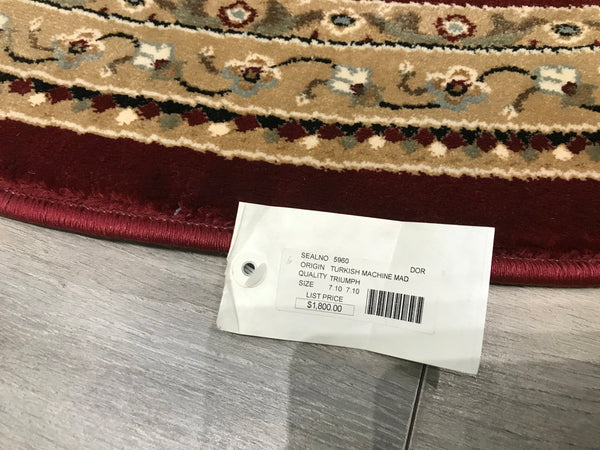 SEALNO 5960 DOR
ORIGIN TURKISH MACHINE MAD
QUALITY TRIUMPH
SIZE 7.10 7.10
LIST PRICE
$1,800.00